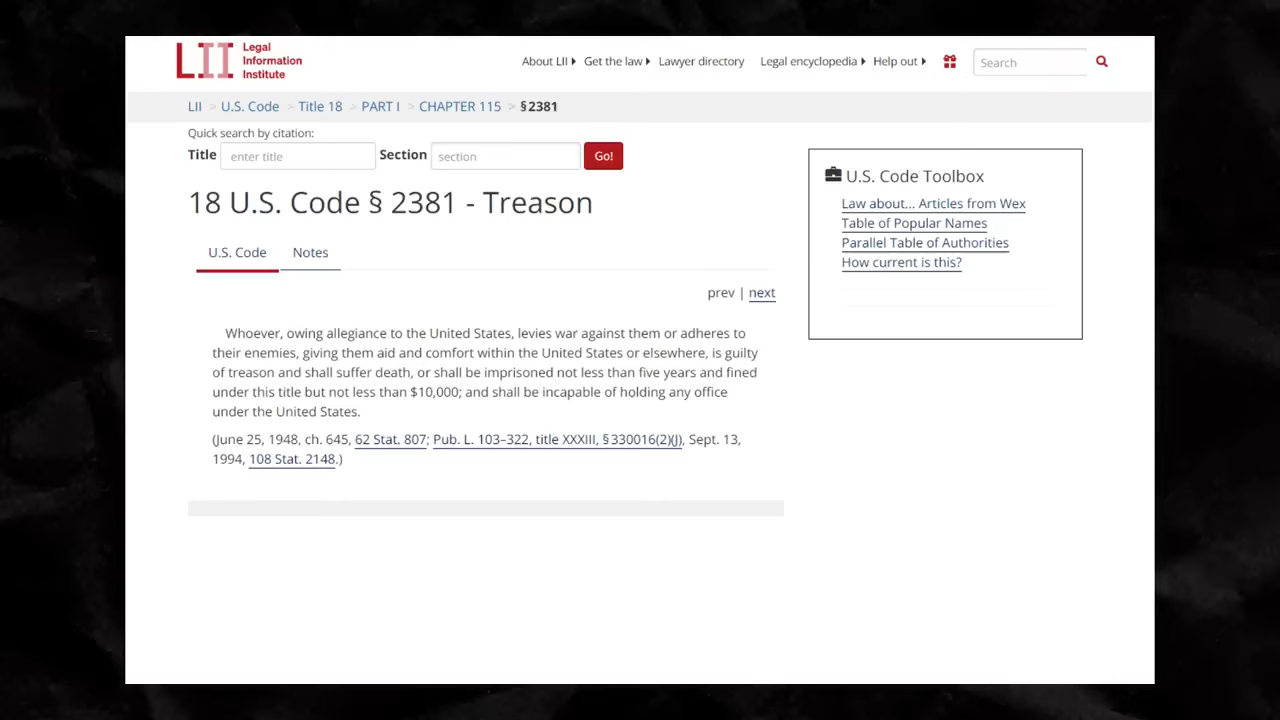 LII
Legal
Information
Institute
About LII Get the law Lawyer directory Legal encyclopedia Help out Search
LII > U.S. Code > Title 18 > PART I > CHAPTER 115 > §2381
Quick search by citation:
Title enter title Section section Go!
18 U.S. Code § 2381 - Treason
U.S. Code Notes
prev | next
Whoever, owing allegiance to the United States, levies war against them or adheres to
their enemies, giving them aid and comfort within the United States or elsewhere, is guilty
of treason and shall suffer death, or shall be imprisoned not less than five years and fined
under this title but not less than $10,000; and shall be incapable of holding any office
under the United States.
(June 25, 1948, ch. 645, 62 Stat. 807; Pub. L. 103–322, title XXXIII, §330016(2)(J), Sept. 13,
1994, 108 Stat. 2148.)
U.S. Code Toolbox
Law about... Articles from Wex
Table of Popular Names
Parallel Table of Authorities
How current is this?